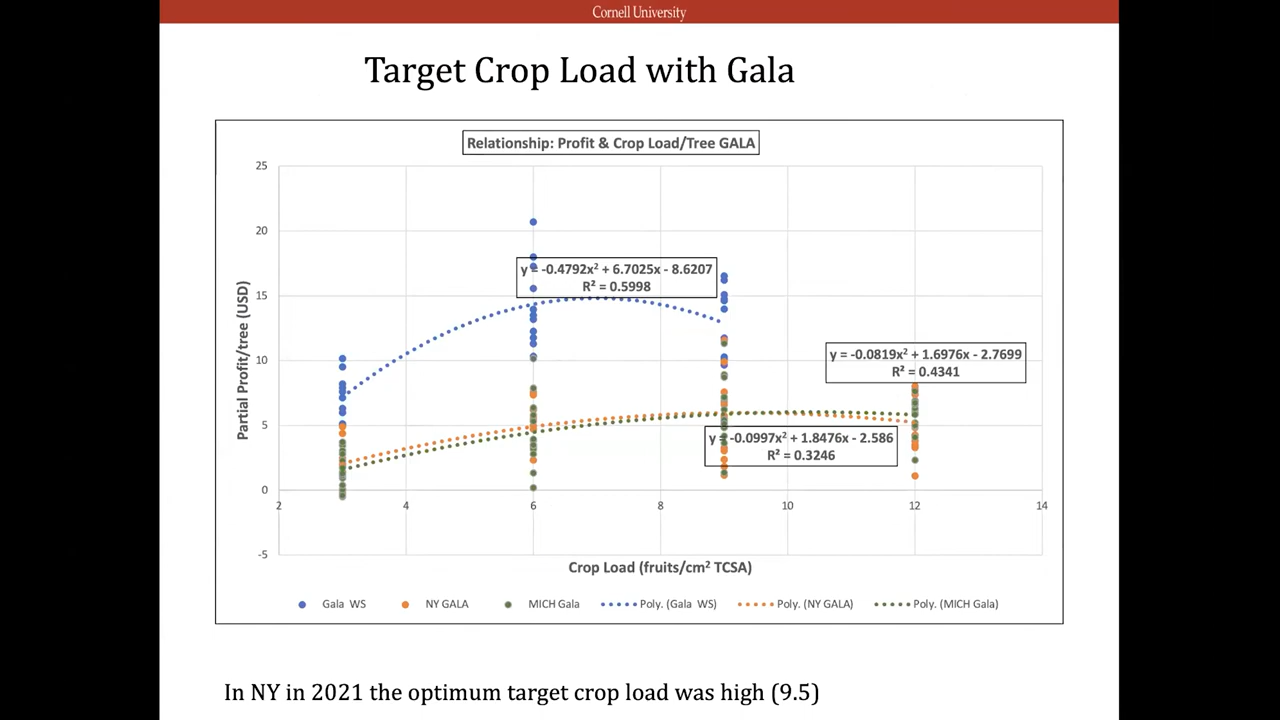 Cornell University
Target Crop Load with Gala
Relationship: Profit & Crop Load/Tree GALA
25
20
15
10
5
0
-5
Partial Profit/tree (USD)
y = -0.4792x² + 6.7025x - 8.6207
R² = 0.5998
y = -0.0819x² + 1.6976x - 2.7699
R² = 0.4341
y = -0.0997x² + 1.8476x - 2.586
R² = 0.3246
2 4 6 8 10 12 14
Crop Load (fruits/cm² TCSA)
Gala WS NY GALA MICH Gala Poly. (Gala WS) Poly. (NY GALA) Poly. (MICH Gala)
In NY in 2021 the optimum target crop load was high (9.5)